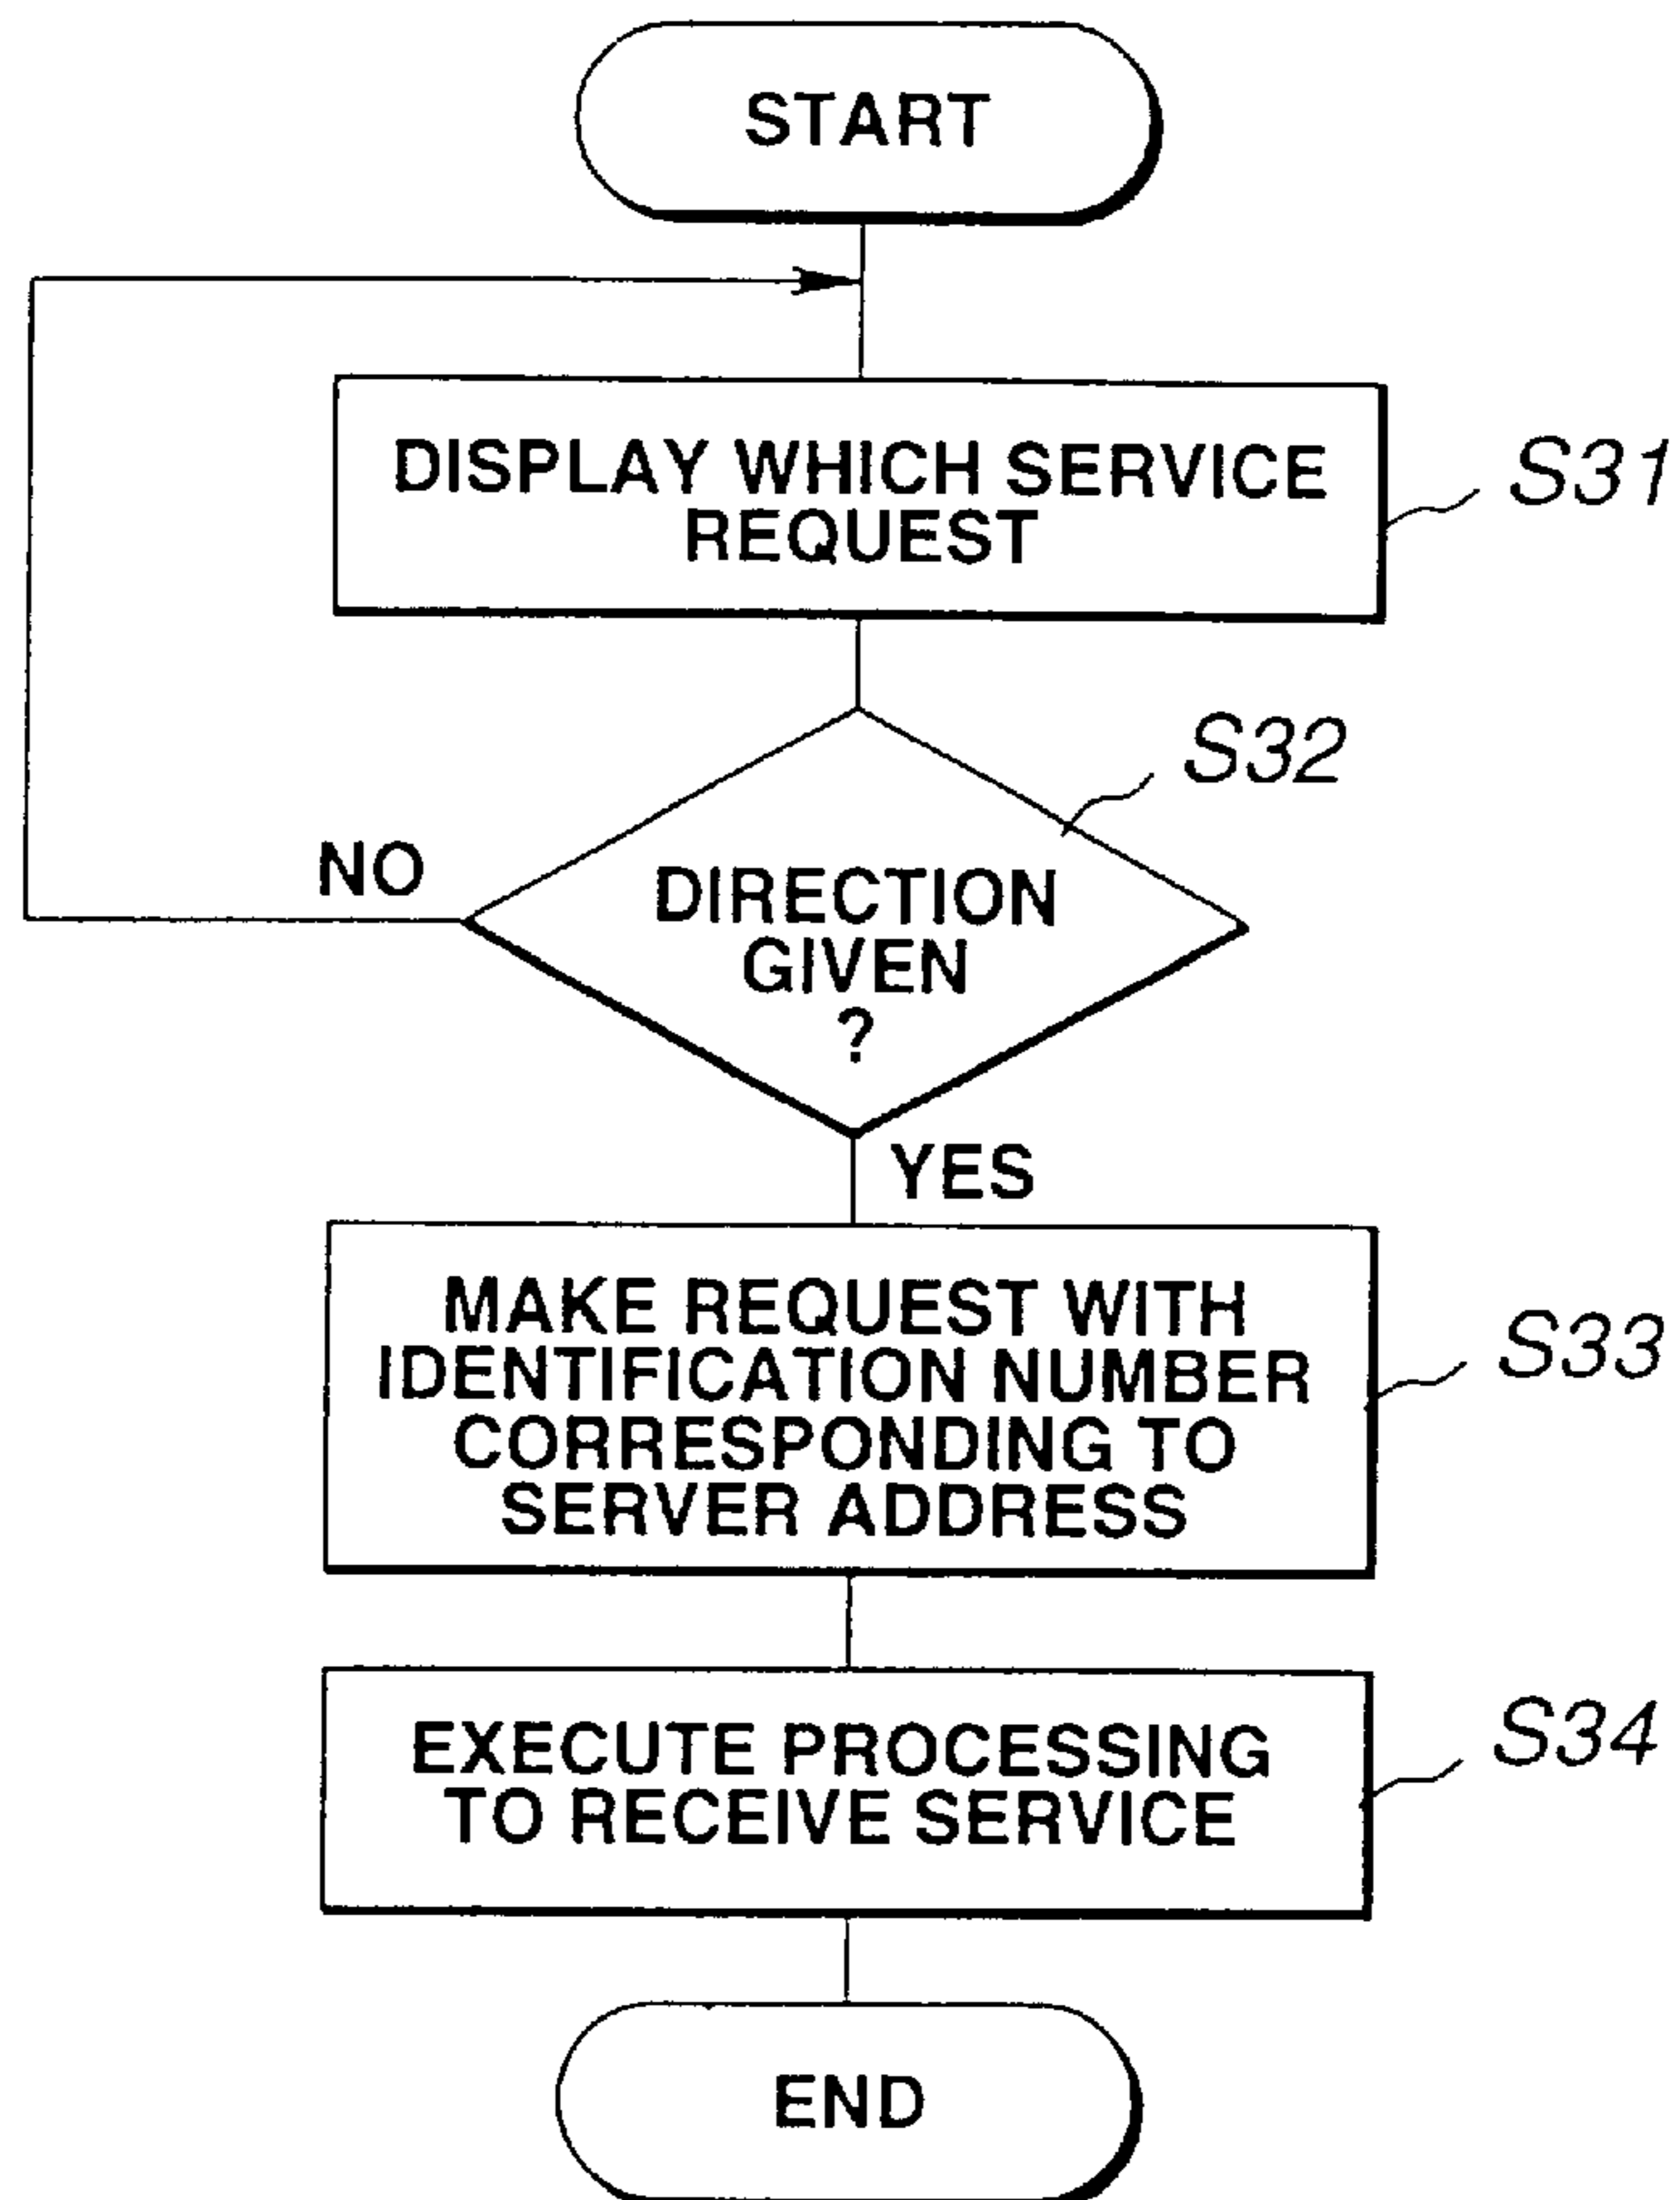 START
DISPLAY WHICH SERVICE
REQUEST
S31
S32
NO
DIRECTION
GIVEN
?
YES
MAKE REQUEST WITH
IDENTIFICATION NUMBER
CORRESPONDING TO
SERVER ADDRESS
S33
EXECUTE PROCESSING
TO RECEIVE SERVICE
S34
END